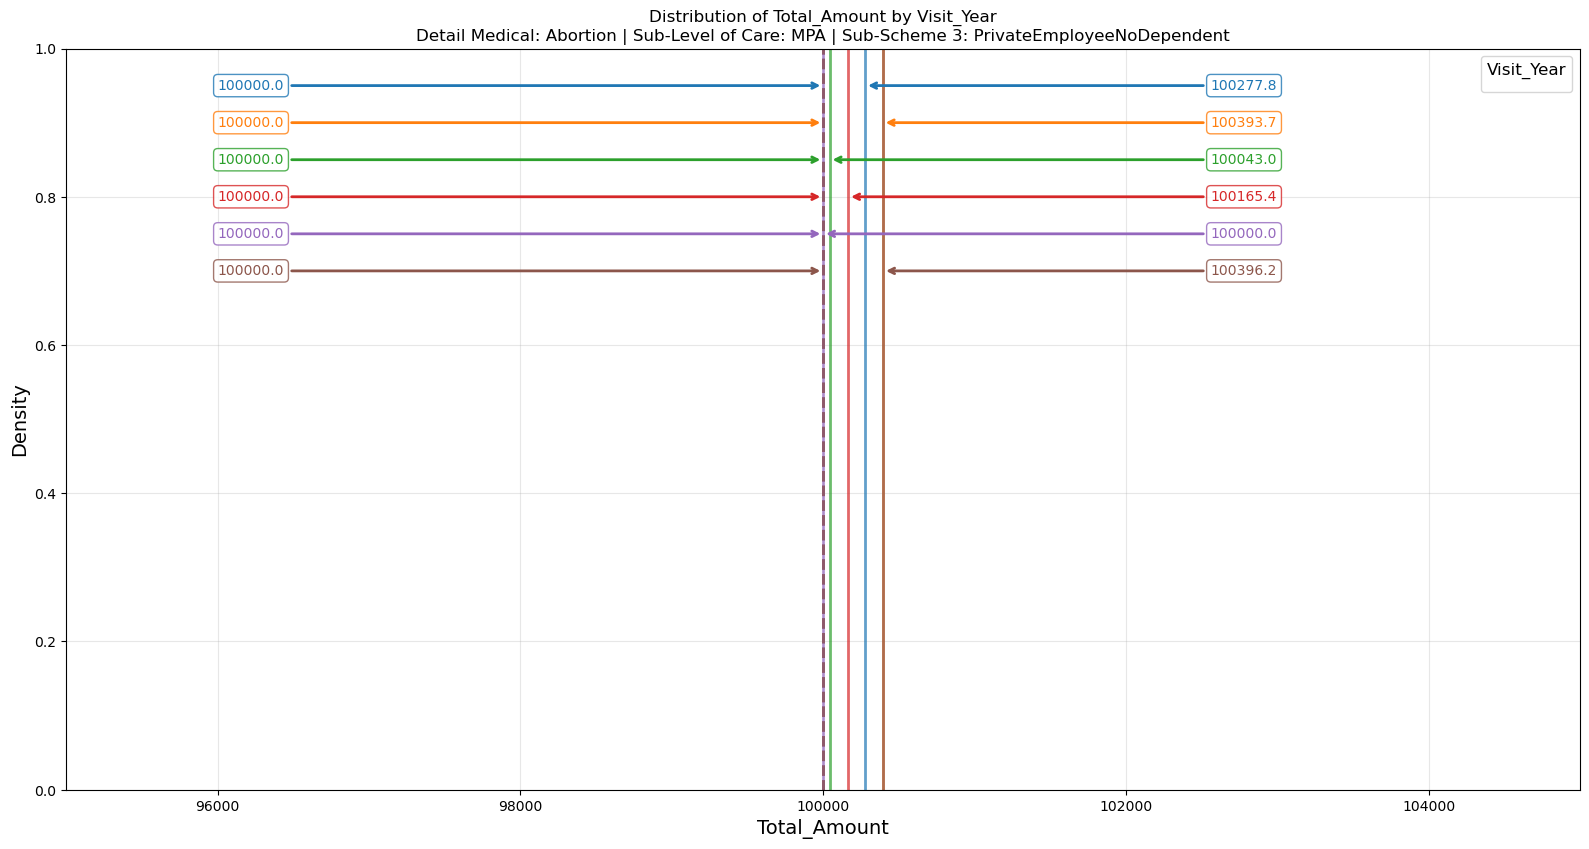 Distribution of Total_Amount by Visit_Year
Detail Medical: Abortion | Sub-Level of Care: MPA | Sub-Scheme 3: PrivateEmployeeNoDependent
Visit_Year
100000.0 100277.8
100000.0 100393.7
100000.0 100043.0
100000.0 100165.4
100000.0 100000.0
100000.0 100396.2
1.0
0.8
0.6
0.4
0.2
0.0
Density
96000 98000 100000 102000 104000
Total_Amount